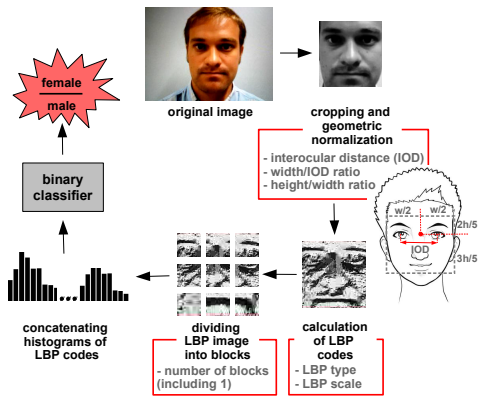 original image
cropping and
geometric
normalization
- interocular distance (IOD)
- width/IOD ratio
- height/width ratio
w/2 w/2
2h/5
IOD
3h/5
calculation
of LBP
codes
- LBP type
- LBP scale
dividing
LBP image
into blocks
- number of blocks
(including 1)
concatenating
histograms of
LBP codes
binary
classifier
female
male